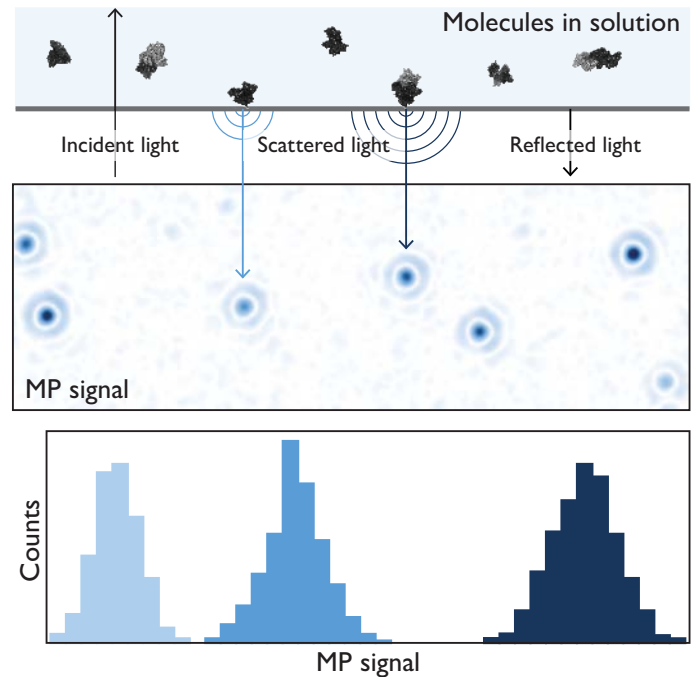 Molecules in solution
Incident light
Scattered light
Reflected light
MP signal
Counts
MP signal